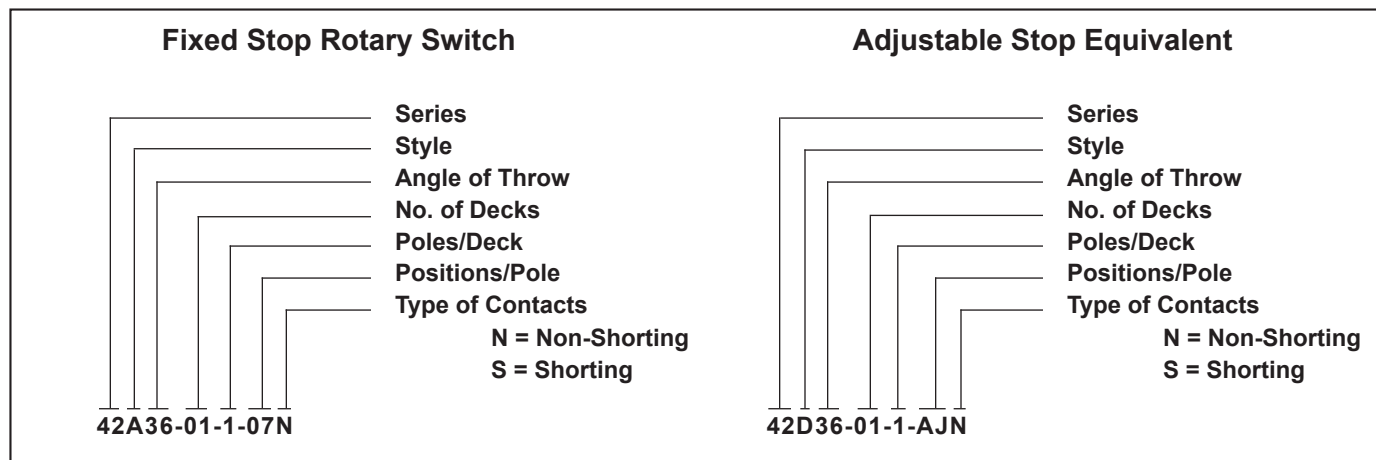 Fixed Stop Rotary Switch
Series
Style
Angle of Throw
No. of Decks
Poles/Deck
Positions/Pole
Type of Contacts
N = Non-Shorting
S = Shorting
42A36-01-1-07N
Adjustable Stop Equivalent
Series
Style
Angle of Throw
No. of Decks
Poles/Deck
Positions/Pole
Type of Contacts
N = Non-Shorting
S = Shorting
42D36-01-1-AJN